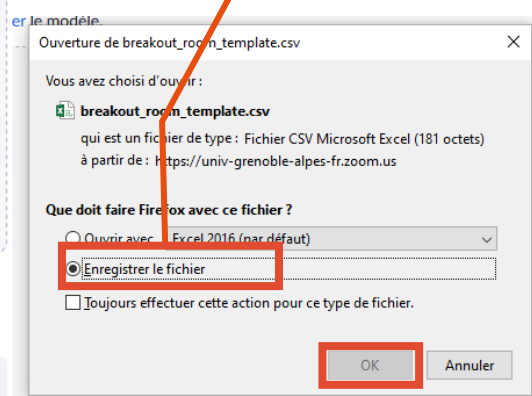 er le modèle.
Ouverture de breakout_room_template.csv
Vous avez choisi d'ouvrir :
breakout_room_template.csv
qui est un fichier de type : Fichier CSV Microsoft Excel (181 octets)
à partir de : https://univ-grenoble-alpes-fr.zoom.us
Que doit faire Firefox avec ce fichier ?
Ouvrir avec Excel 2016 (par défaut)
Enregistrer le fichier
Toujours effectuer cette action pour ce type de fichier.
OK Annuler